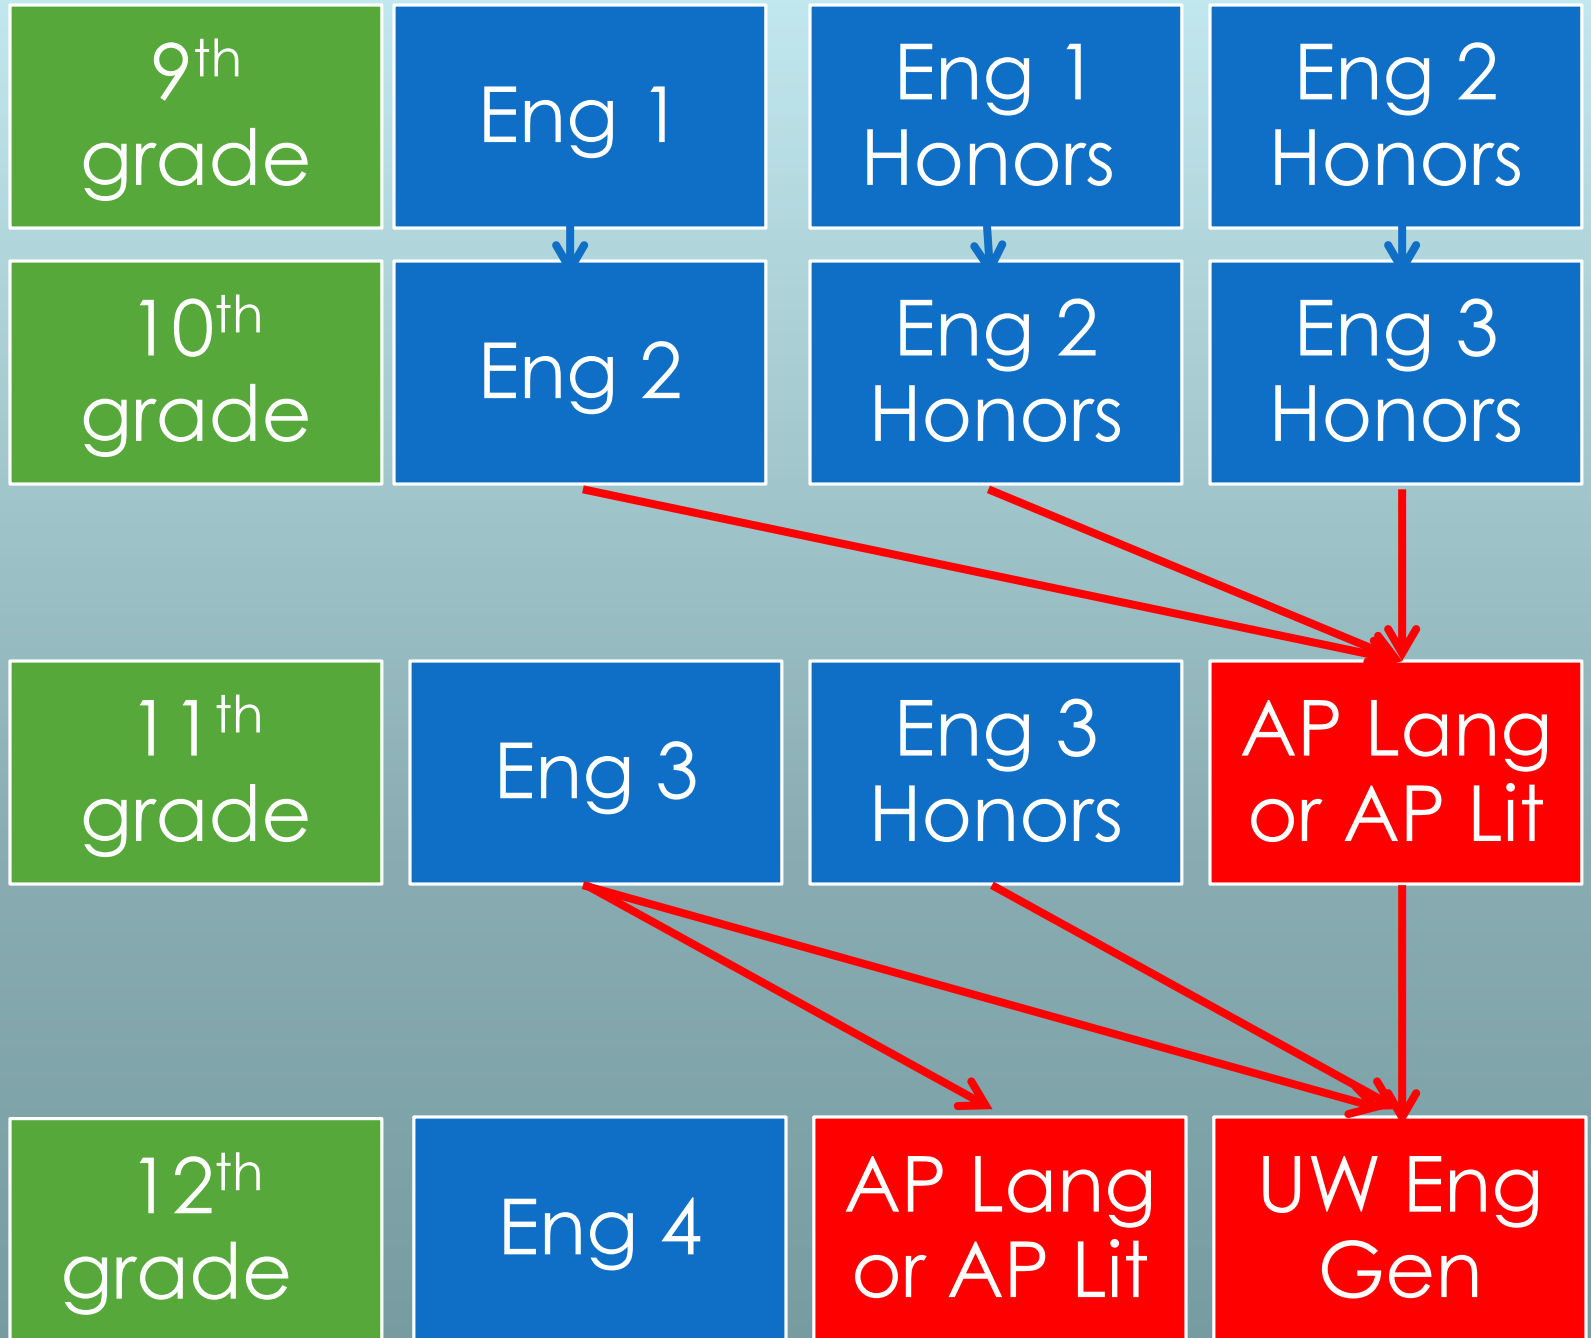 9th
grade
Eng 1
Eng 1
Honors
Eng 2
Honors
10th
grade
Eng 2
Eng 2
Honors
Eng 3
Honors
11th
grade
Eng 3
Eng 3
Honors
AP Lang
or AP Lit
12th
grade
Eng 4
AP Lang
or AP Lit
UW Eng
Gen